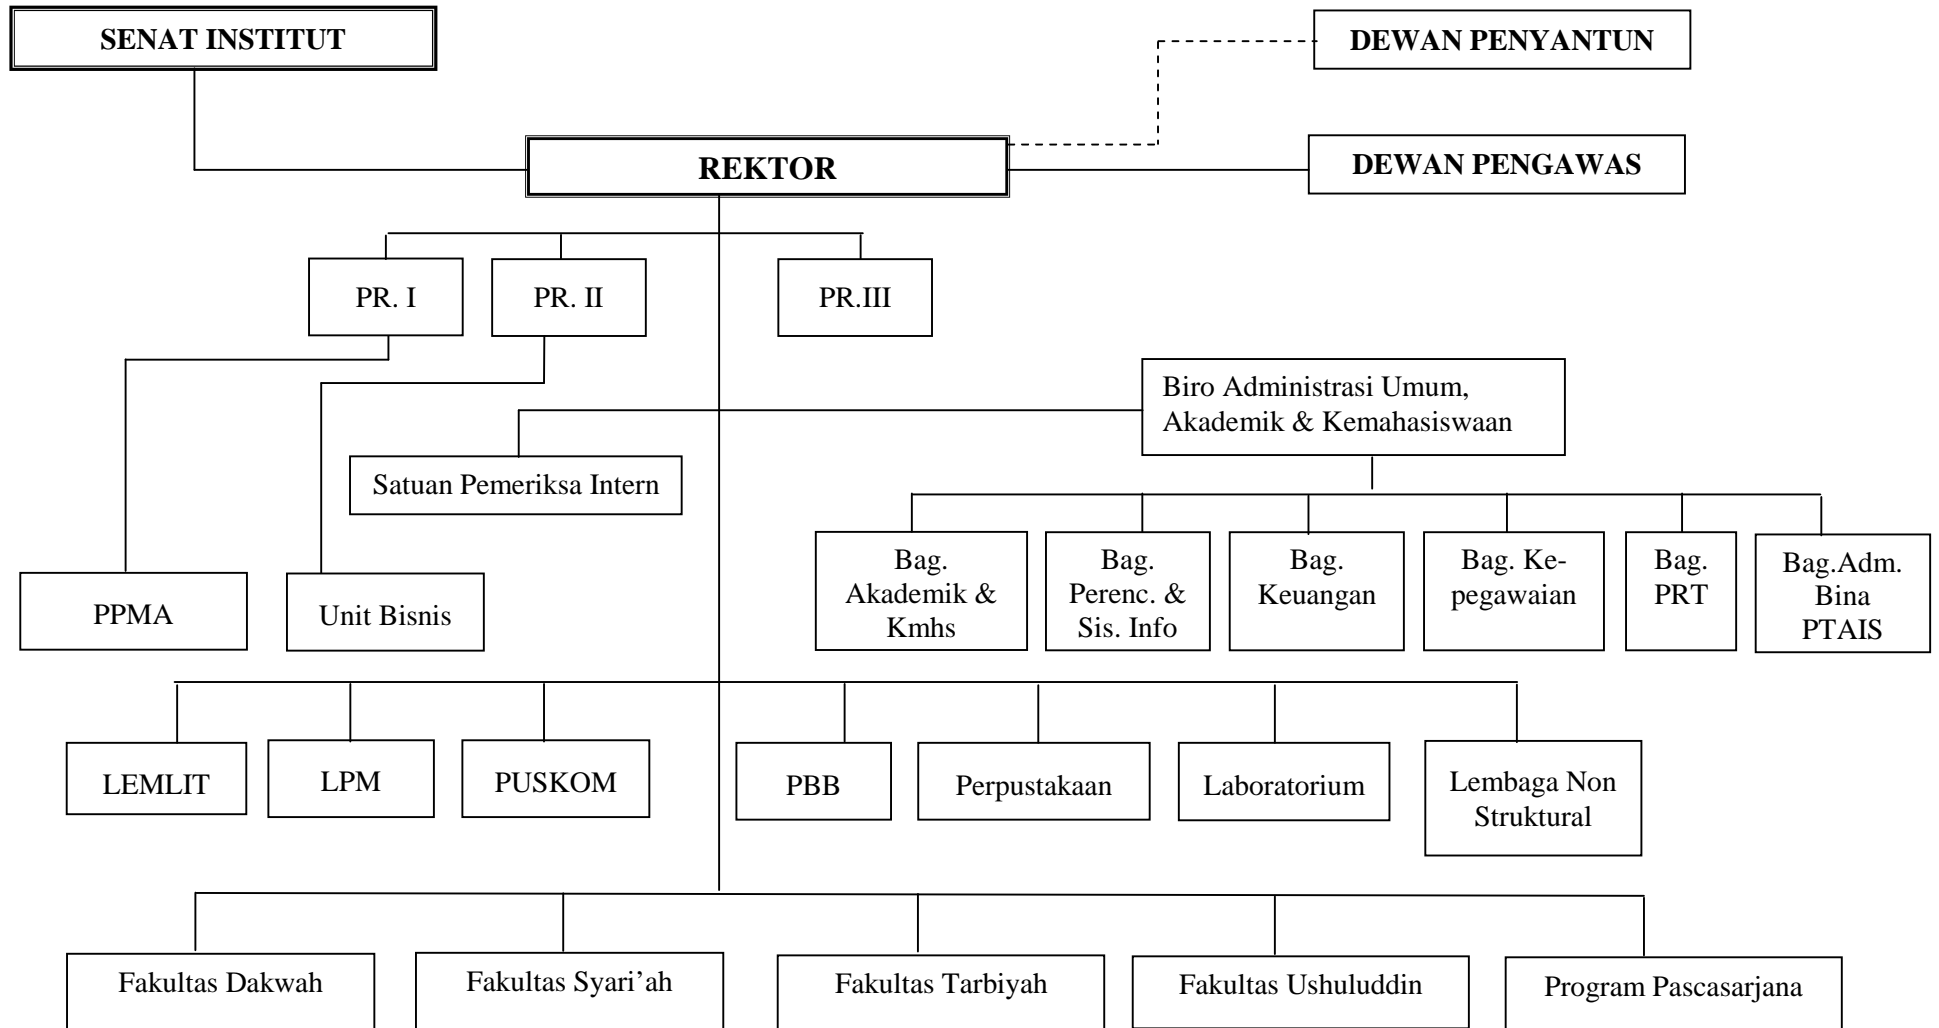 SENAT INSTITUT
DEWAN PENYANTUN
REKTOR
DEWAN PENGAWAS
PR. I
PR. II
PR.III
Biro Administrasi Umum,
Akademik & Kemahasiswaan
Satuan Pemeriksa Intern
PPMA
Unit Bisnis
Bag.
Akademik &
Kmhs
Bag.
Perenc. &
Sis. Info
Bag.
Keuangan
Bag. Ke-
pegawaian
Bag.
PRT
Bag.Adm.
Bina
PTAIS
LEMLIT
LPM
PUSKOM
PBB
Perpustakaan
Laboratorium
Lembaga Non
Struktural
Fakultas Dakwah
Fakultas Syari’ah
Fakultas Tarbiyah
Fakultas Ushuluddin
Program Pascasarjana